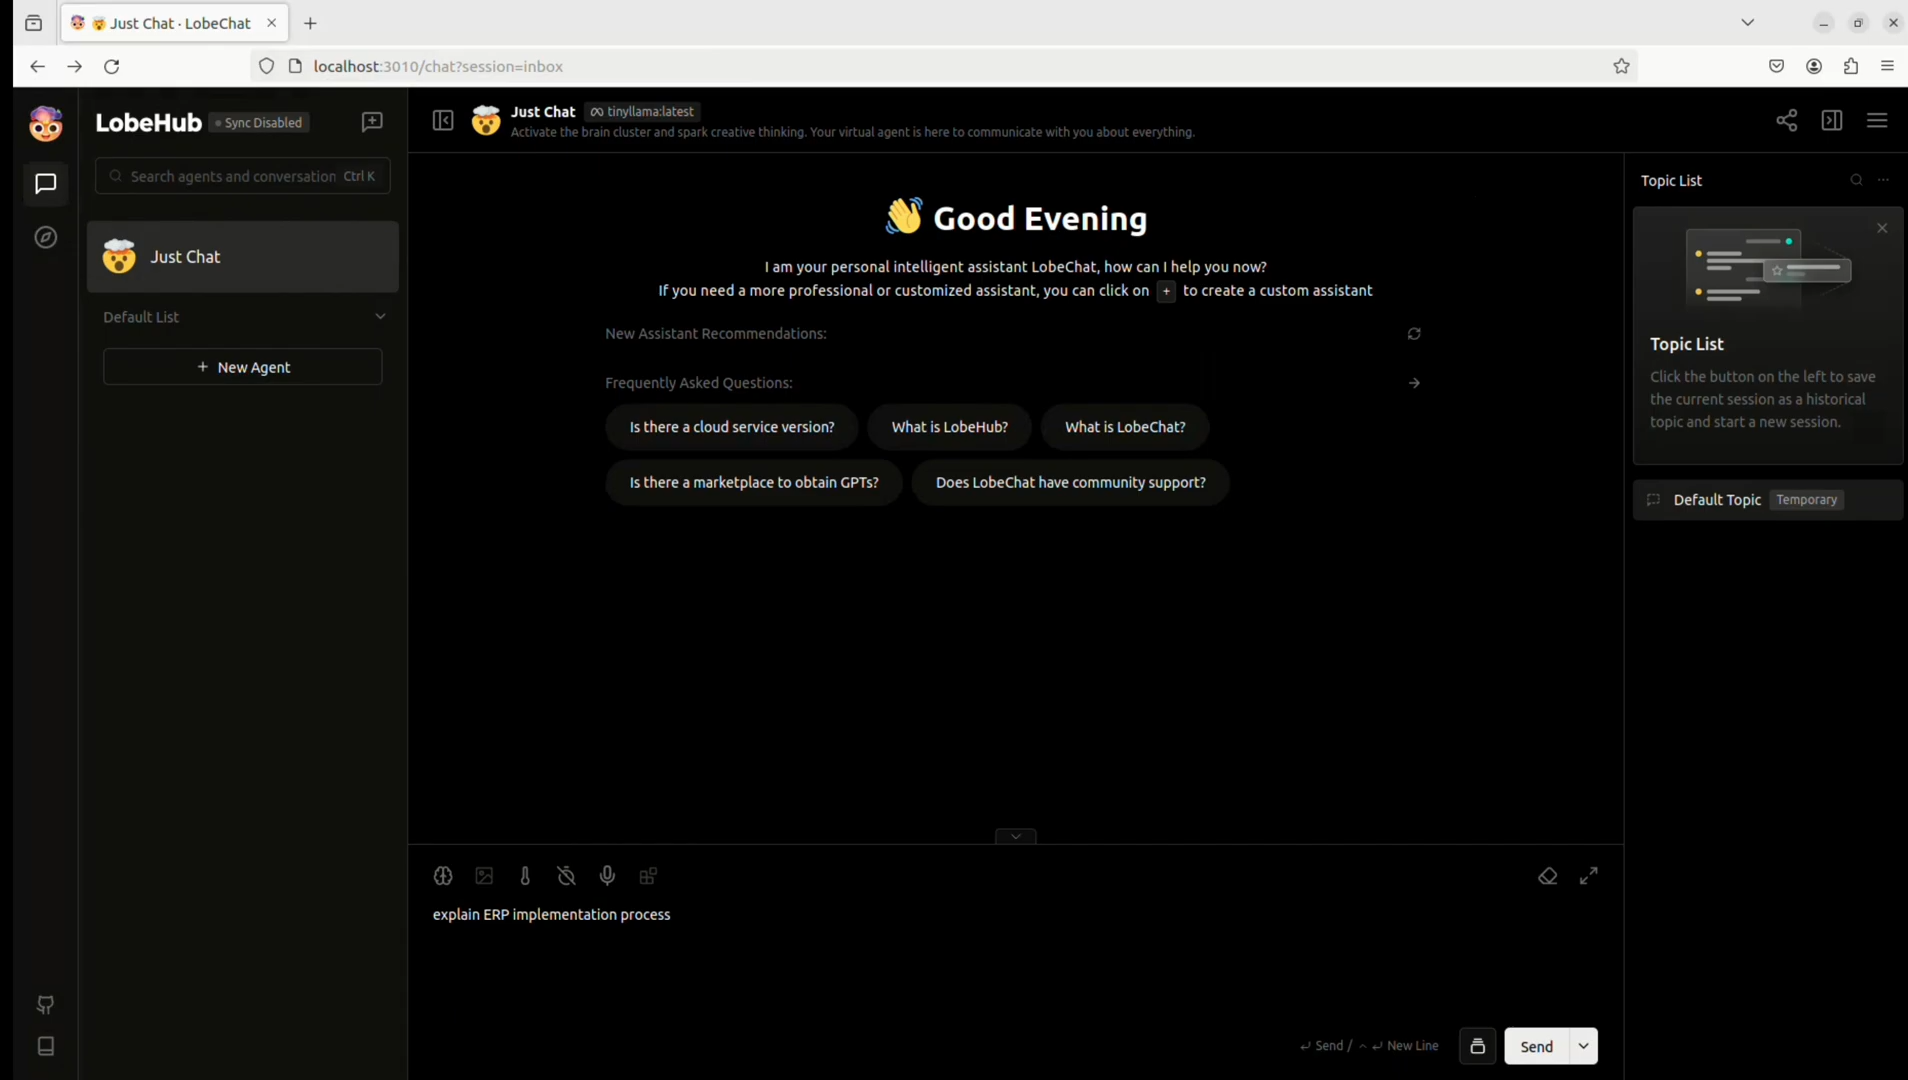 Just Chat · LobeChat
localhost:3010/chat?session=inbox
LobeHub
Sync Disabled
Search agents and conversation
Ctrl K
Just Chat
Default List
+ New Agent
Just Chat
tinyllama:latest
Activate the brain cluster and spark creative thinking. Your virtual agent is here to communicate with you about everything.
👋 Good Evening
I am your personal intelligent assistant LobeChat, how can I help you now?
If you need a more professional or customized assistant, you can click on + to create a custom assistant
New Assistant Recommendations:
Frequently Asked Questions:
Is there a cloud service version?
What is LobeHub?
What is LobeChat?
Is there a marketplace to obtain GPTs?
Does LobeChat have community support?
explain ERP implementation process
↵ Send / ^ ↵ New Line
Send
Topic List
Topic List
Click the button on the left to save
the current session as a historical
topic and start a new session.
Default Topic
Temporary